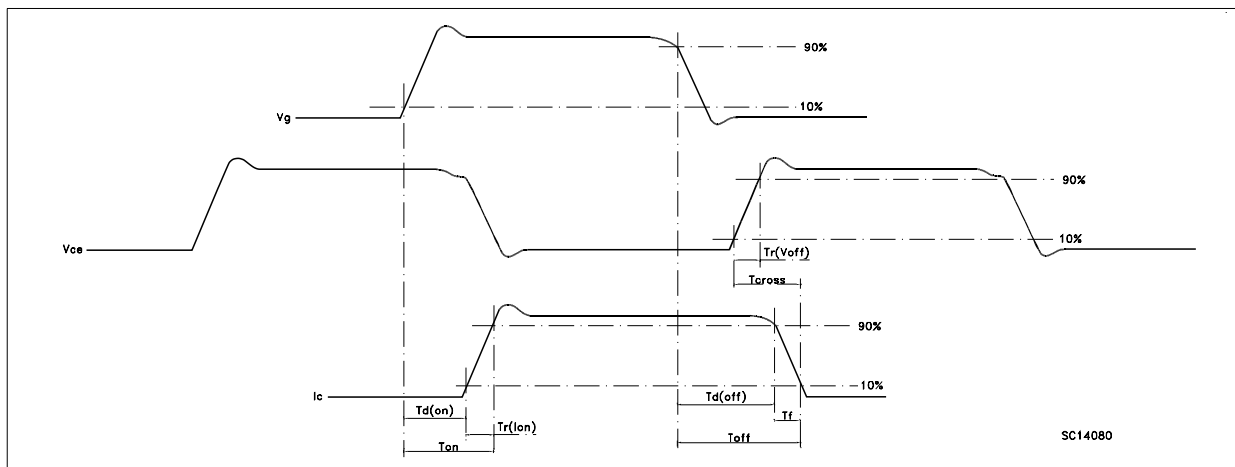 90%
10%
Vg
90%
Vce
10%
Tr(Voff)
Tcross
90%
10%
Ic
Td(on)
Td(off)
Tr(Ion)
Tf
Ton
Toff
SC14080